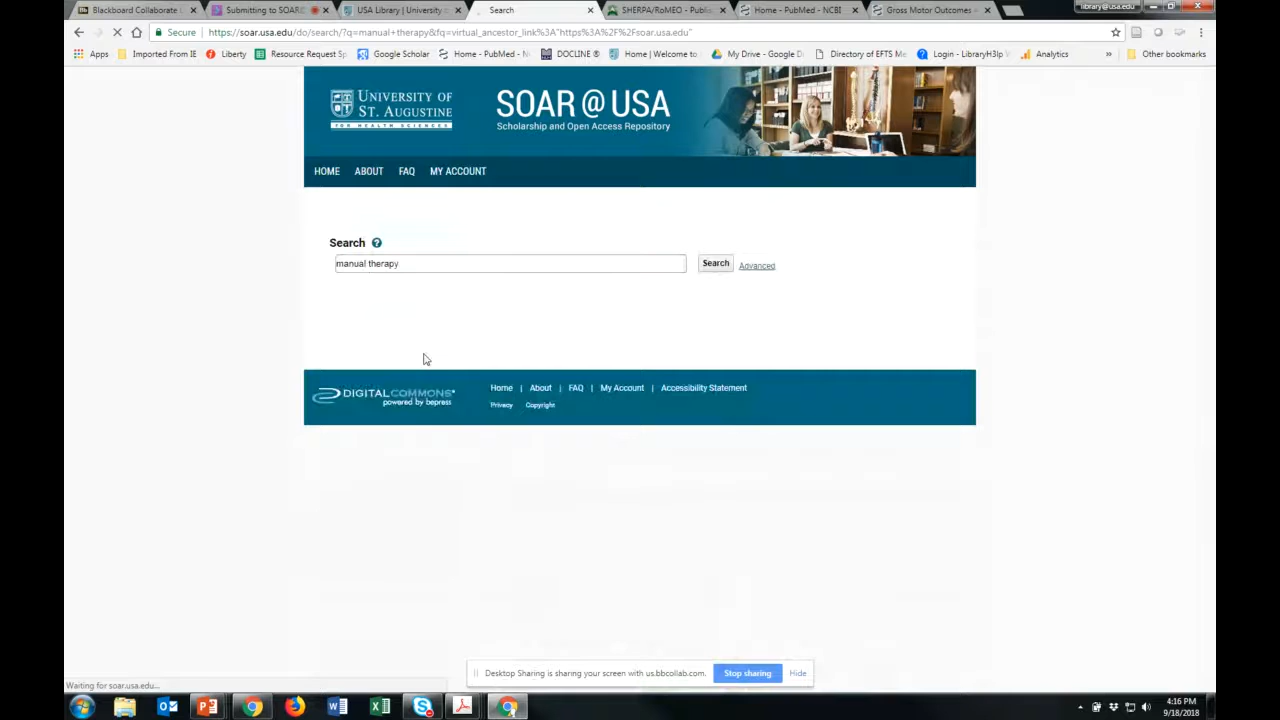 library@usa.edu
Blackboard Collaborate
Submitting to SOAR@
USA Library | University
Search
SHERPA/RoMEO - Publis
Home - PubMed - NCBI
Gross Motor Outcomes
Secure
https://soar.usa.edu/do/search/?q=manual+therapy&fq=virtual_ancestor_link%3A"https%3A%2F%2Fsoar.usa.edu"
Apps
Imported From IE
Liberty
Resource Request Sp
Google Scholar
Home - PubMed - N
DOCLINE ®
Home | Welcome to
My Drive - Google D
Directory of EFTS Me
Login - LibraryH3lp
Analytics
»
Other bookmarks
UNIVERSITY OF
ST. AUGUSTINE
FOR HEALTH SCIENCES
SOAR @ USA
Scholarship and Open Access Repository
HOME
ABOUT
FAQ
MY ACCOUNT
Search ?
manual therapy
Search
Advanced
DIGITALCOMMONS
powered by bepress
Home | About | FAQ | My Account | Accessibility Statement
Privacy Copyright
Desktop Sharing is sharing your screen with us.bbcollab.com.
Stop sharing
Hide
Waiting for soar.usa.edu...
4:16 PM
9/18/2018